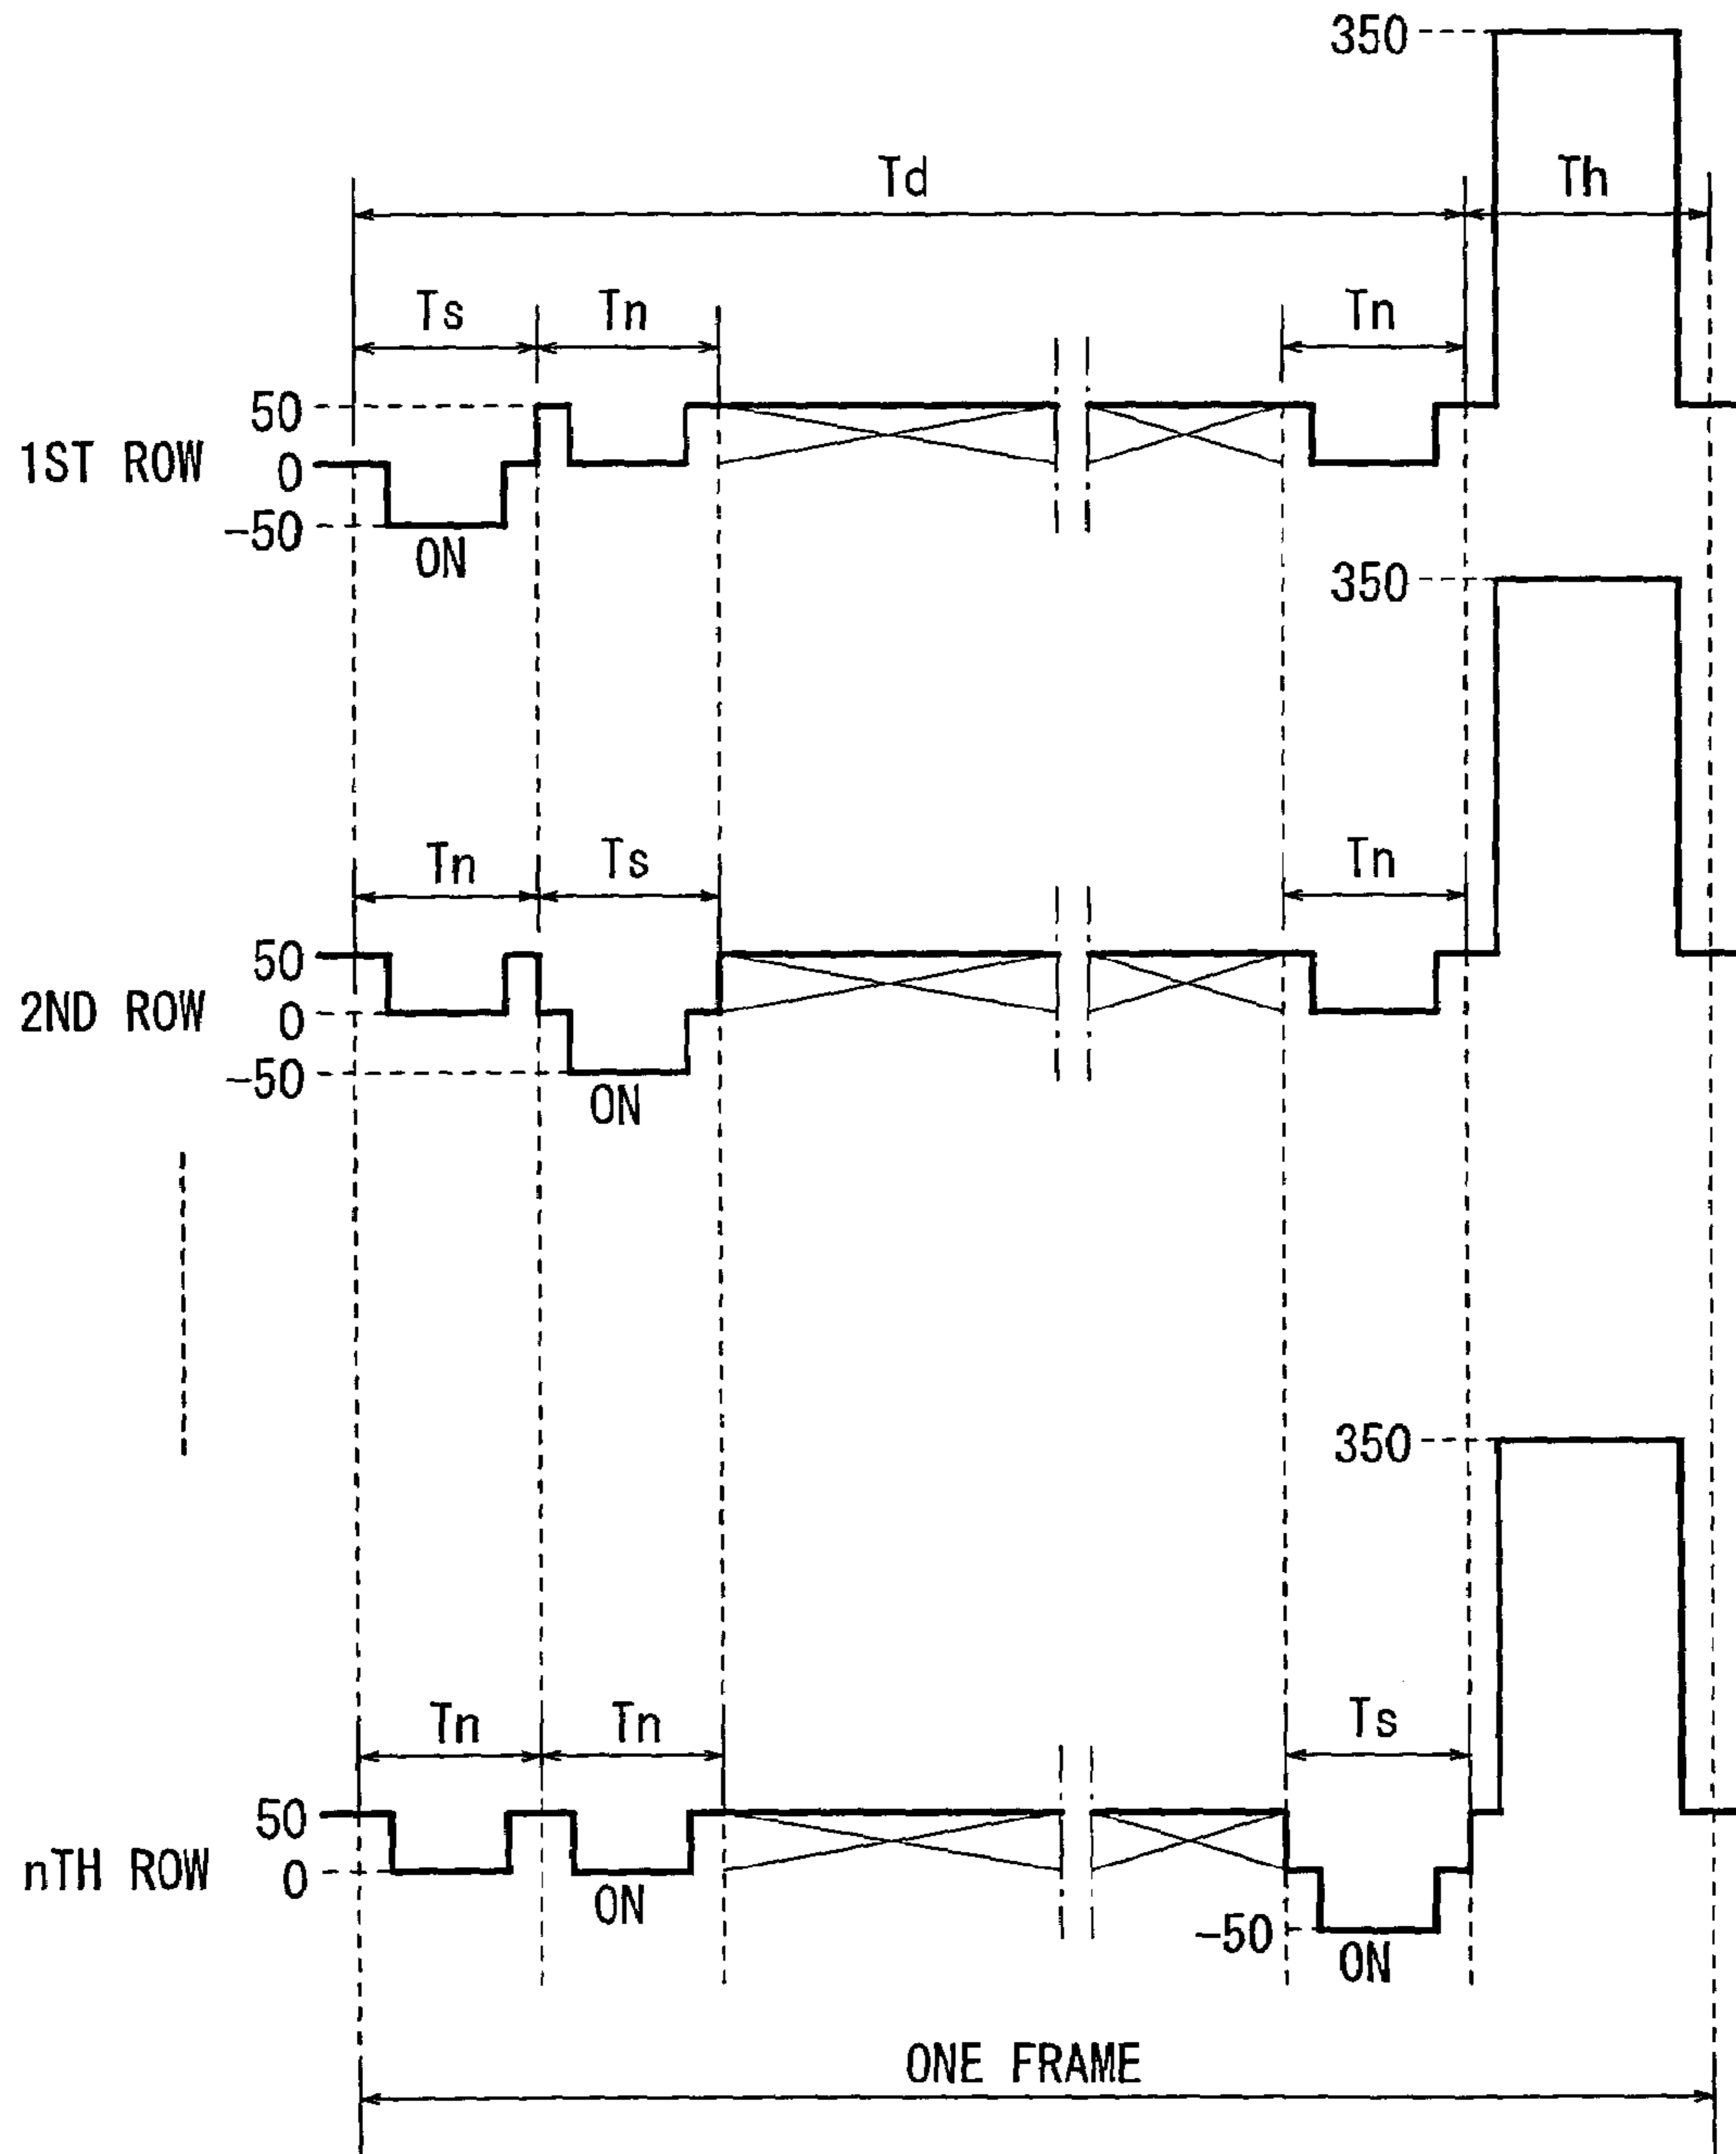 350
Td Th
Ts Tn Tn
50
1ST ROW 0
-50
ON
350
Tn Ts Tn
50
2ND ROW 0
-50
ON
350
Tn Tn Ts
50
nTH ROW 0
ON
-50
ON
ONE FRAME